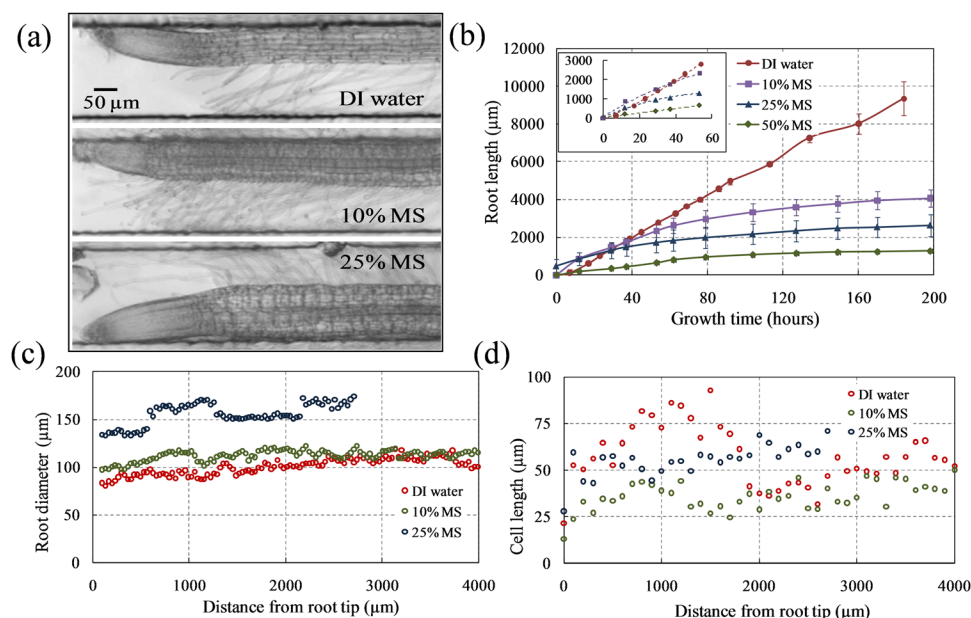 (a)
50 µm
DI water
10% MS
25% MS
(b)
12000
10000
8000
6000
4000
2000
0
Root length (µm)
3000
2000
1000
0
0 20 40 60
DI water
10% MS
25% MS
50% MS
0 40 80 120 160 200
Growth time (hours)
(c)
200
150
100
50
0
Root diameter (µm)
DI water
10% MS
25% MS
0 1000 2000 3000 4000
Distance from root tip (µm)
(d)
100
75
50
25
0
Cell length (µm)
DI water
10% MS
25% MS
0 1000 2000 3000 4000
Distance from root tip (µm)